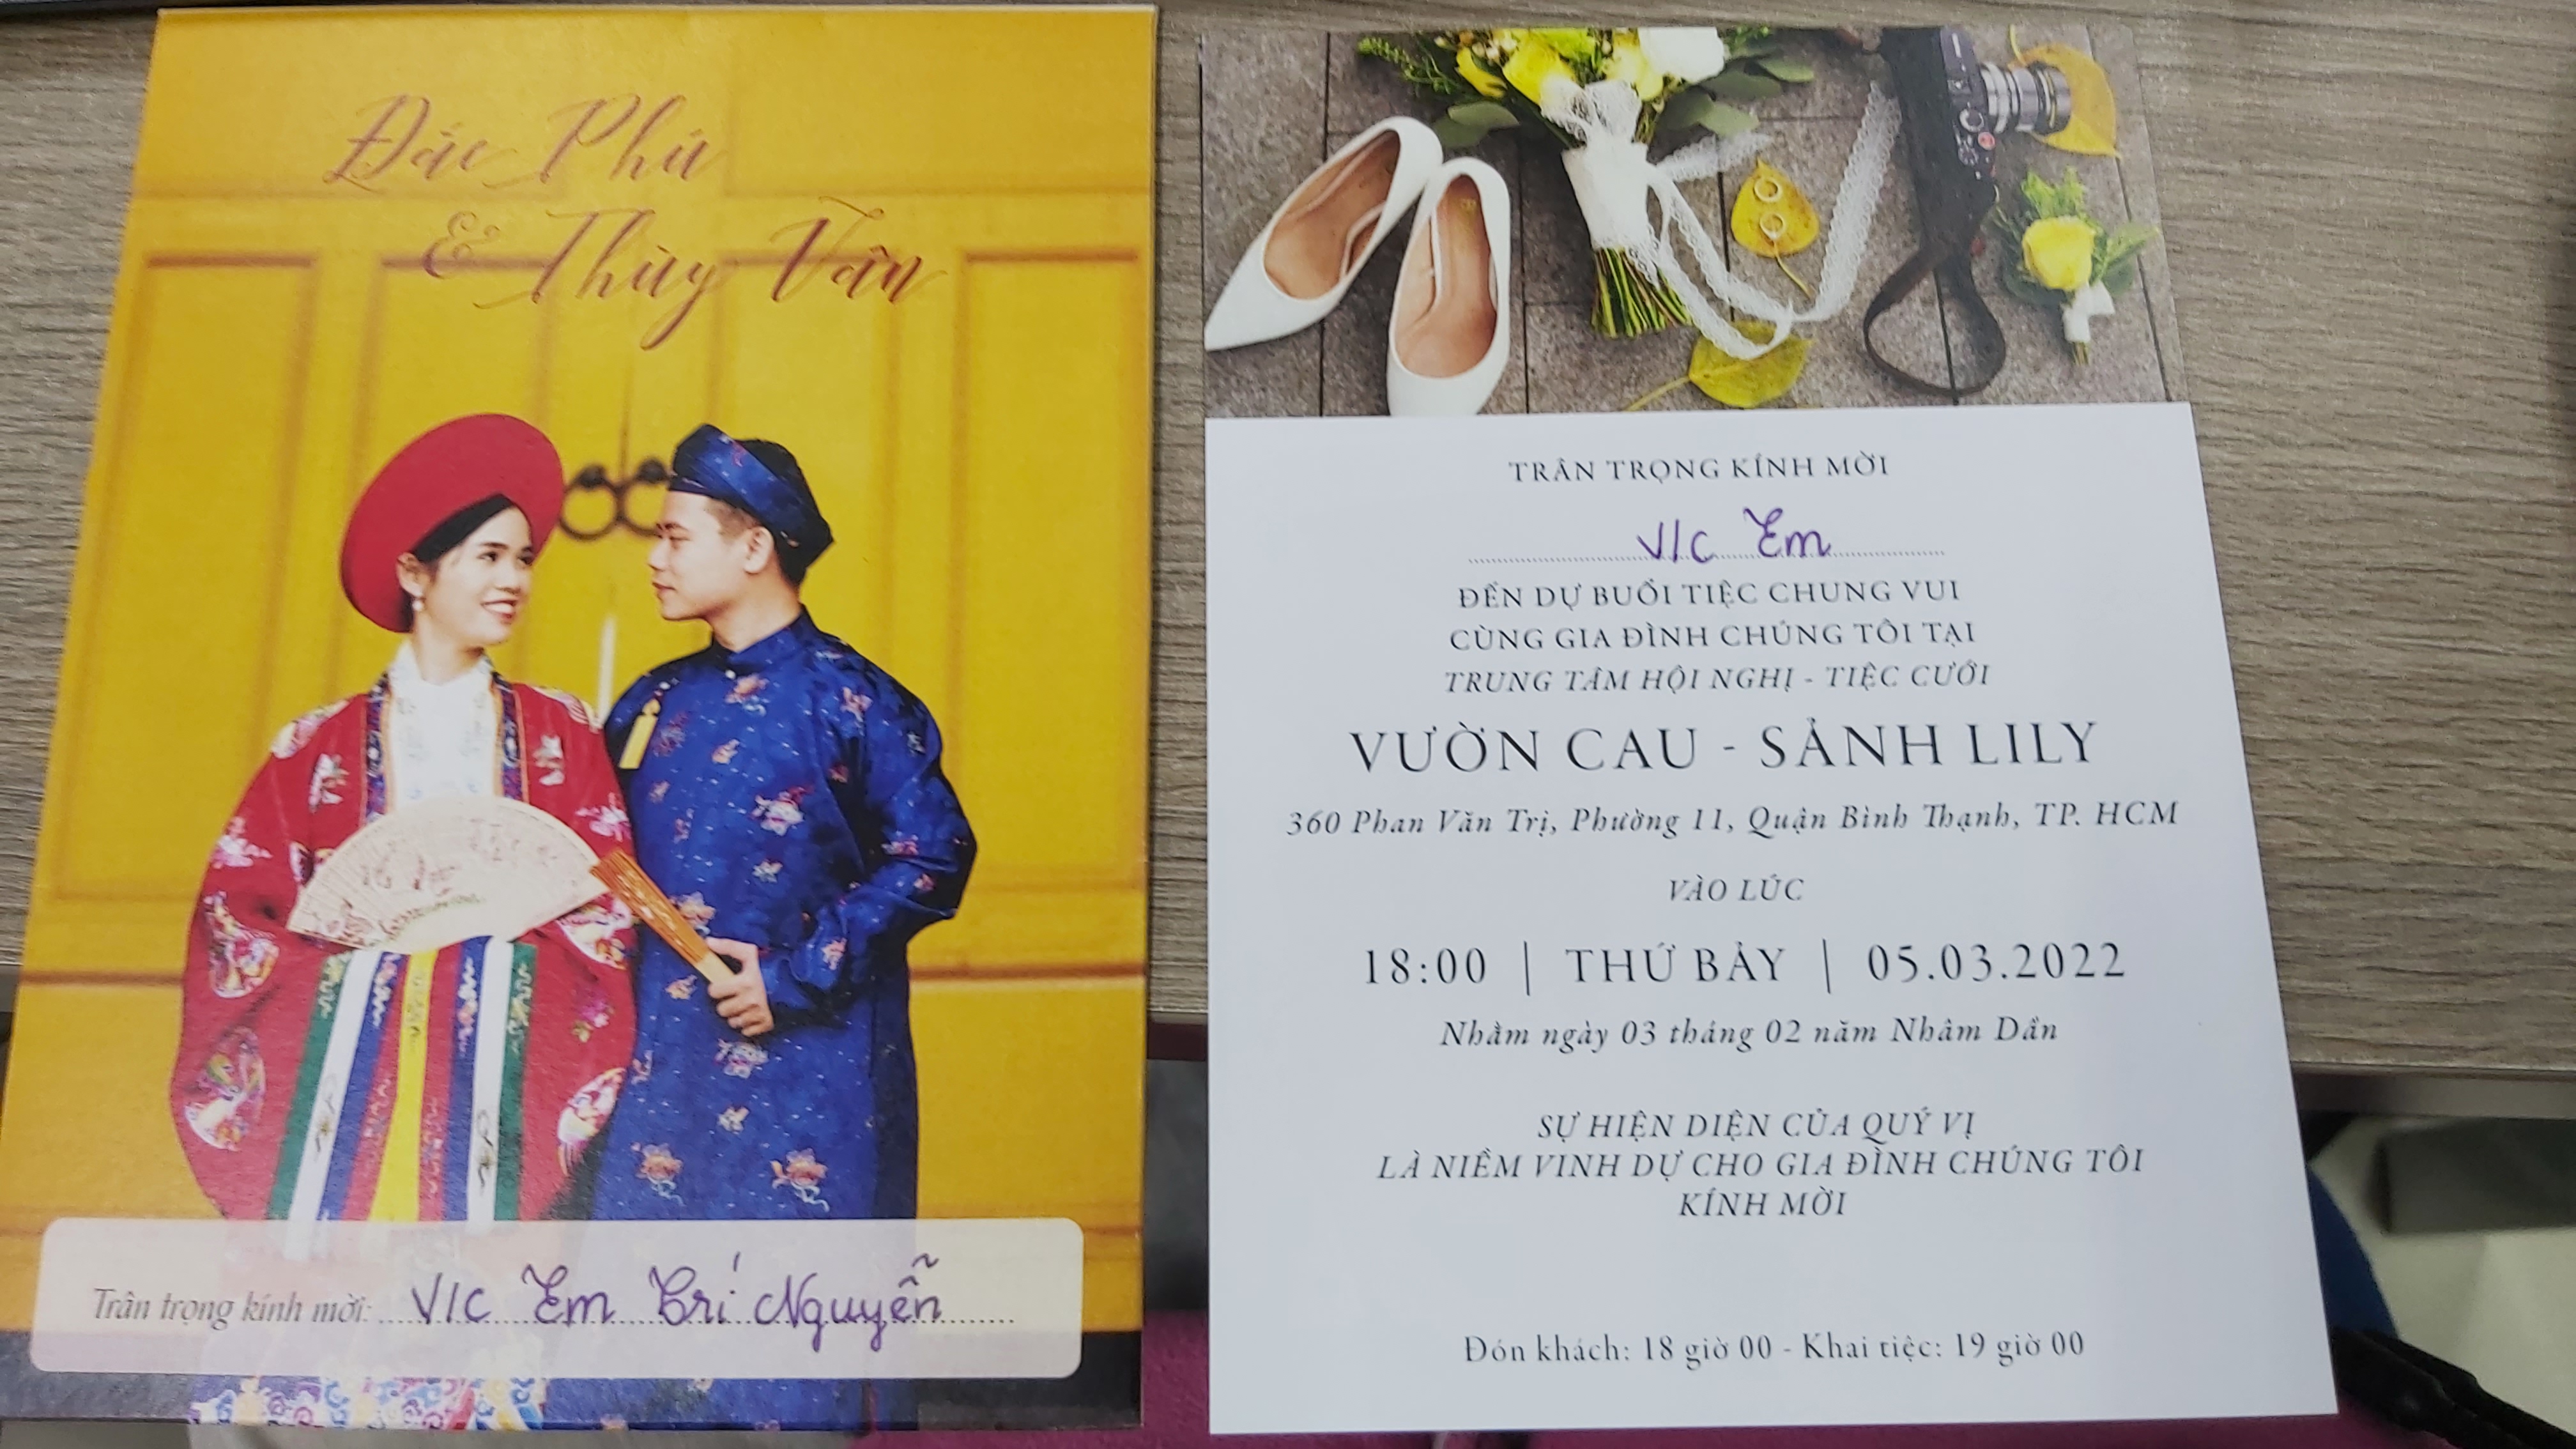 Đức Phú
& Thùy Vân
Trân trọng kính mời: V/c Em Trí Nguyễn
TRÂN TRỌNG KÍNH MỜI
V/c Em
ĐẾN DỰ BUỔI TIỆC CHUNG VUI
CÙNG GIA ĐÌNH CHÚNG TÔI TẠI
TRUNG TÂM HỘI NGHỊ - TIỆC CƯỚI
VƯỜN CAU - SẢNH LILY
360 Phan Văn Trị, Phường 11, Quận Bình Thạnh, TP. HCM
VÀO LÚC
18:00 | THỨ BẢY | 05.03.2022
Nhằm ngày 03 tháng 02 năm Nhâm Dần
SỰ HIỆN DIỆN CỦA QUÝ VỊ
LÀ NIỀM VINH DỰ CHO GIA ĐÌNH CHÚNG TÔI
KÍNH MỜI
Đón khách: 18 giờ 00 - Khai tiệc: 19 giờ 00